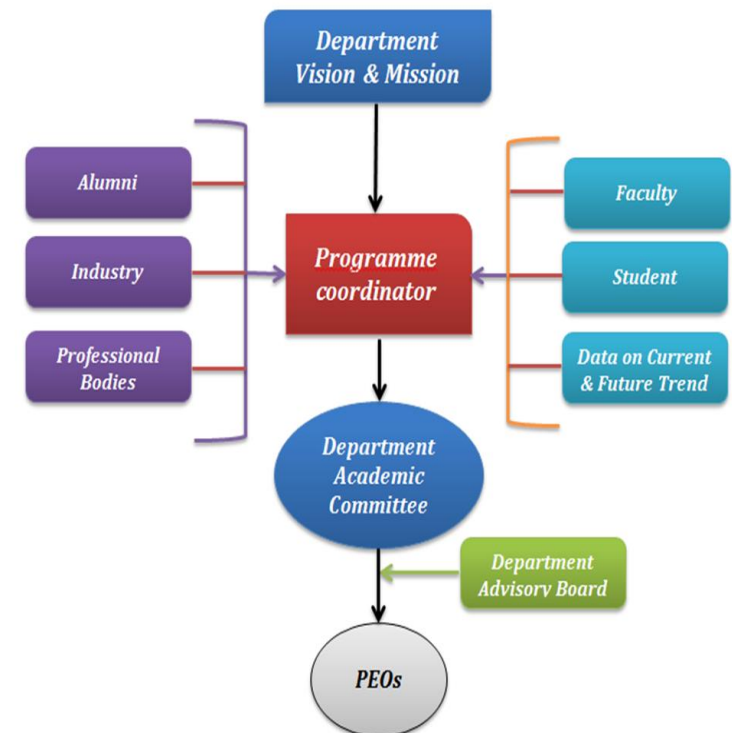 Department
Vision & Mission
Alumni
Industry
Professional
Bodies
Programme
coordinator
Faculty
Student
Data on Current
& Future Trend
Department
Academic
Committee
Department
Advisory Board
PEOs